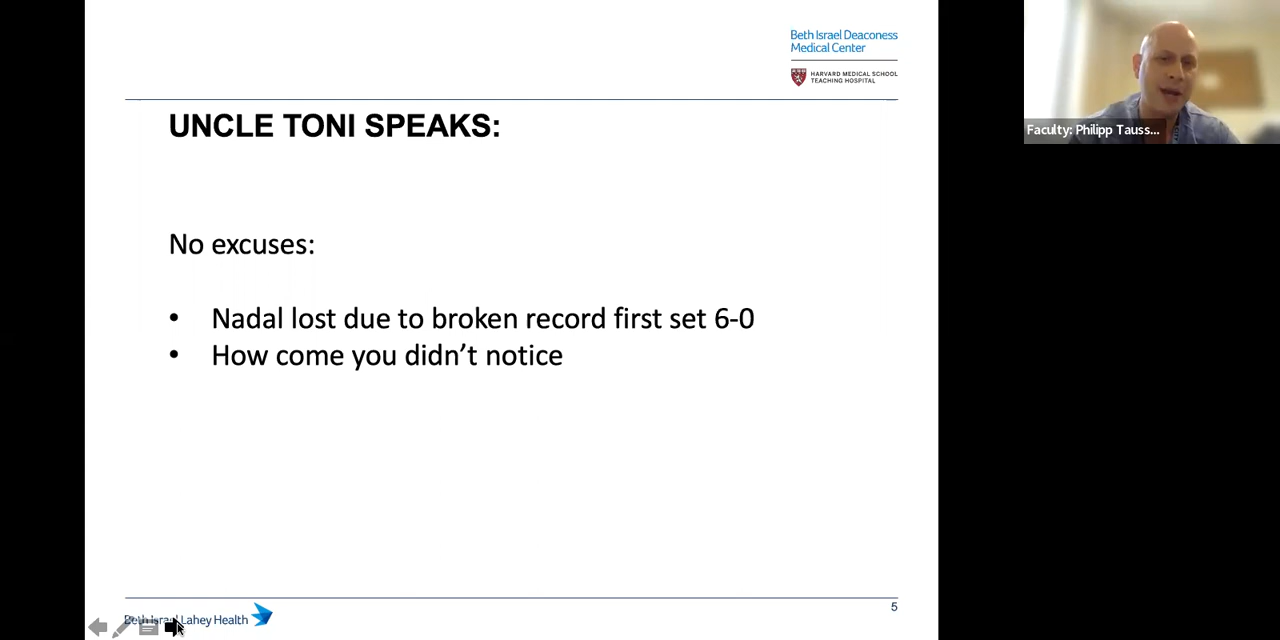 Beth Israel Deaconess
Medical Center
HARVARD MEDICAL SCHOOL
TEACHING HOSPITAL
Faculty: Philipp Tauss...
UNCLE TONI SPEAKS:
No excuses:
• Nadal lost due to broken record first set 6-0
• How come you didn't notice
5
Beth Israel Lahey Health